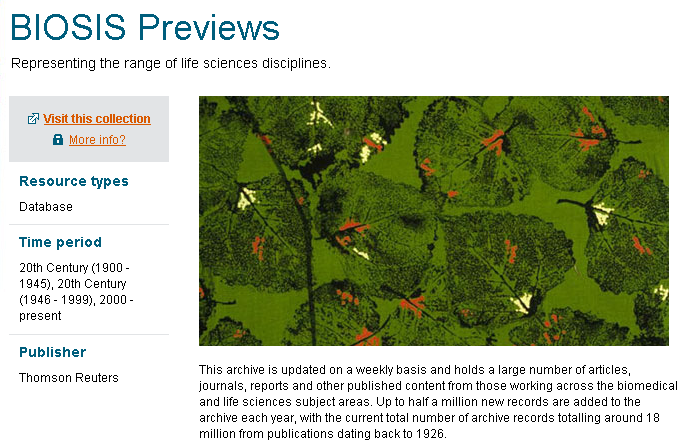 BIOSIS Previews
Representing the range of life sciences disciplines.
Visit this collection
More info?
Resource types
Database
Time period
20th Century (1900 -
1945), 20th Century
(1946 - 1999), 2000 -
present
Publisher
Thomson Reuters
This archive is updated on a weekly basis and holds a large number of articles,
journals, reports and other published content from those working across the biomedical
and life sciences subject areas. Up to half a million new records are added to the
archive each year, with the current total number of archive records totalling around 18
million from publications dating back to 1926.